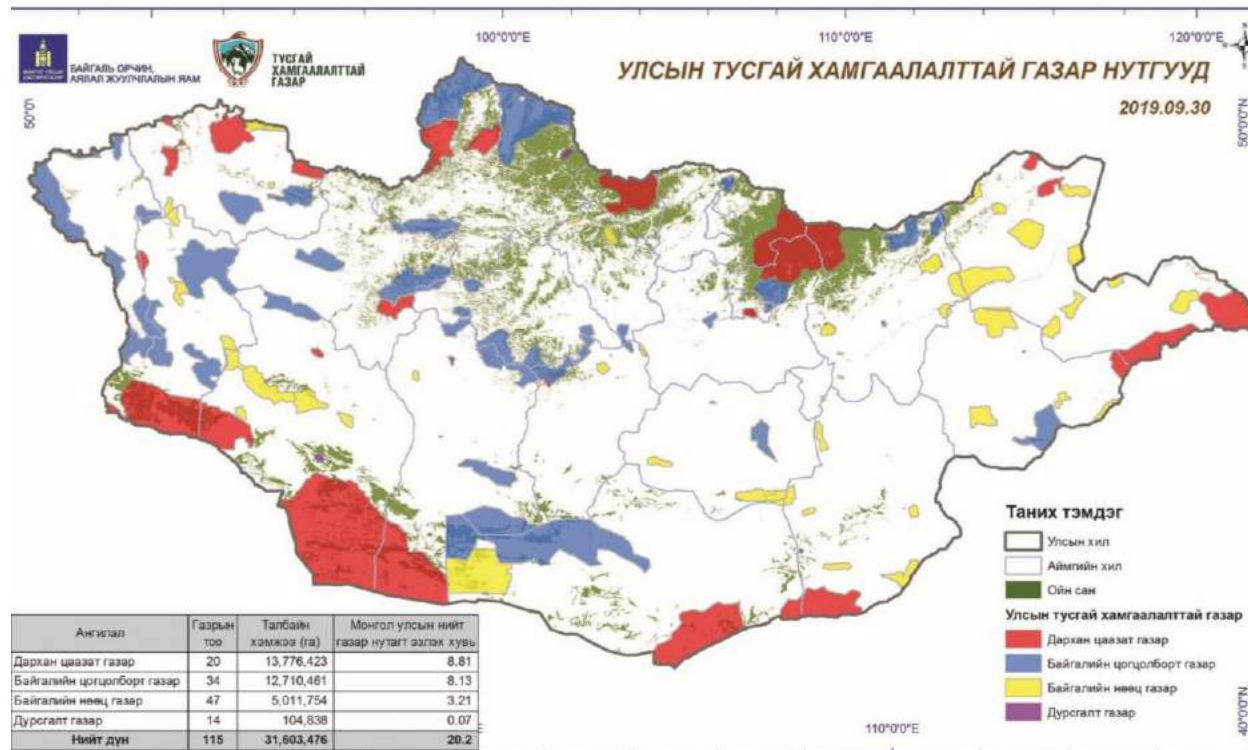 100°0'0"E
110°0'0"E
120°0'0"E
БАЙГАЛЬ ОРЧИН,
АЯЛАЛ ЖУУЛЧЛАЛЫН ЯАМ
ТУСГАЙ
ХАМГААЛАЛТТАЙ
ГАЗАР
УЛСЫН ТУСГАЙ ХАМГААЛАЛТТАЙ ГАЗАР НУТГУУД
2019.09.30
50°0'0"N
Таних тэмдэг
Улсын хил
Аймгийн хил
Ойн сан
Улсын тусгай хамгаалалттай газар
Дархан цаазат газар
Байгалийн цогцолборт газар
Байгалийн нөөц газар
Дурсгалт газар
Ангилал Газрын тоо Талбайн хэмжээ (га) Монгол улсын нийт газар нутагт эзлэх хувь
Дархан цаазат газар 20 13,776,423 8.81
Байгалийн цогцолборт газар 34 12,710,461 8.13
Байгалийн нөөц газар 47 5,011,754 3.21
Дурсгалт газар 14 104,838 0.07
Нийт дүн 115 31,603,476 20.2
110°0'0"E
40°0'0"N